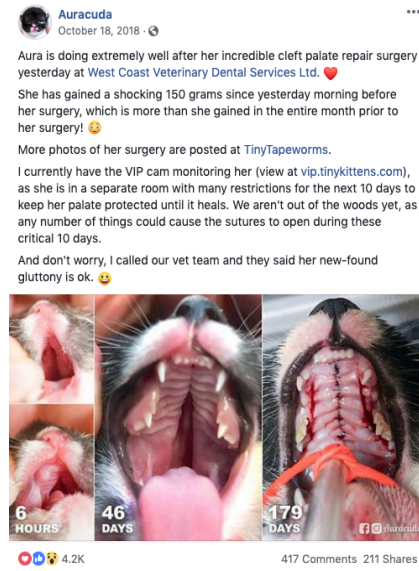 Auracuda
October 18, 2018 ·
Aura is doing extremely well after her incredible cleft palate repair surgery
yesterday at West Coast Veterinary Dental Services Ltd. ❤️
She has gained a shocking 150 grams since yesterday morning before
her surgery, which is more than she gained in the entire month prior to
her surgery! 😳
More photos of her surgery are posted at TinyTapeworms.
I currently have the VIP cam monitoring her (view at vip.tinykittens.com),
as she is in a separate room with many restrictions for the next 10 days to
keep her palate protected until it heals. We aren't out of the woods yet, as
any number of things could cause the sutures to open during these
critical 10 days.
And don't worry, I called our vet team and they said her new-found
gluttony is ok. 😀
6
HOURS
46
DAYS
179
DAYS
Auracuda
4.2K
417 Comments 211 Shares